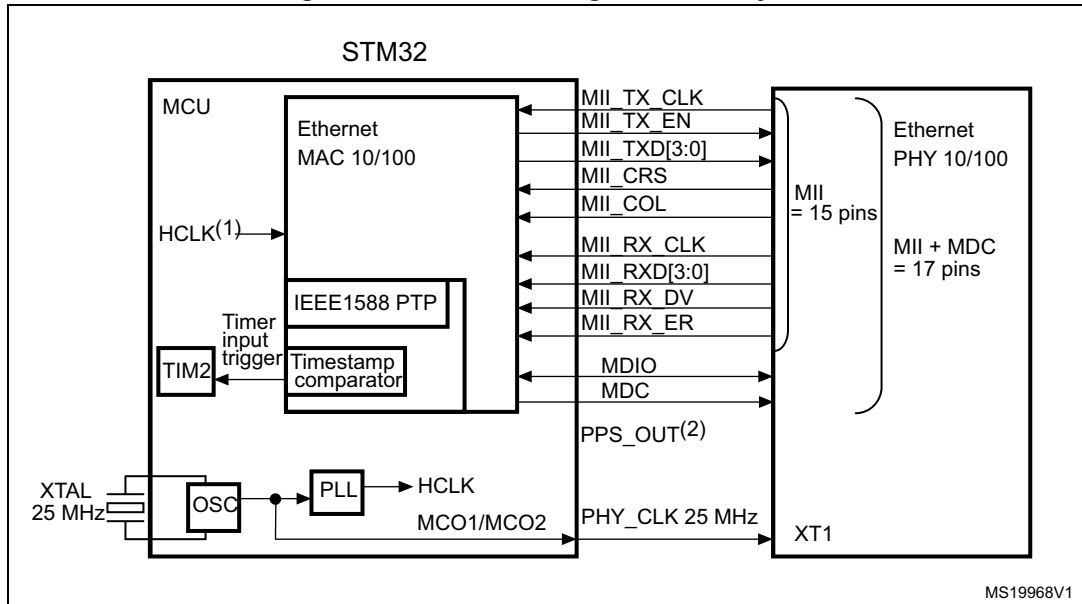 STM32
MCU
Ethernet
MAC 10/100
HCLK(1)
IEEE1588 PTP
Timer
input
trigger
TIM2
Timestamp
comparator
XTAL
25 MHz
OSC
PLL
HCLK
MCO1/MCO2
MII_TX_CLK
MII_TX_EN
MII_TXD[3:0]
MII_CRS
MII_COL
MII_RX_CLK
MII_RXD[3:0]
MII_RX_DV
MII_RX_ER
MDIO
MDC
PPS_OUT(2)
PHY_CLK 25 MHz
MII
= 15 pins
Ethernet
PHY 10/100
MII + MDC
= 17 pins
XT1
MS19968V1